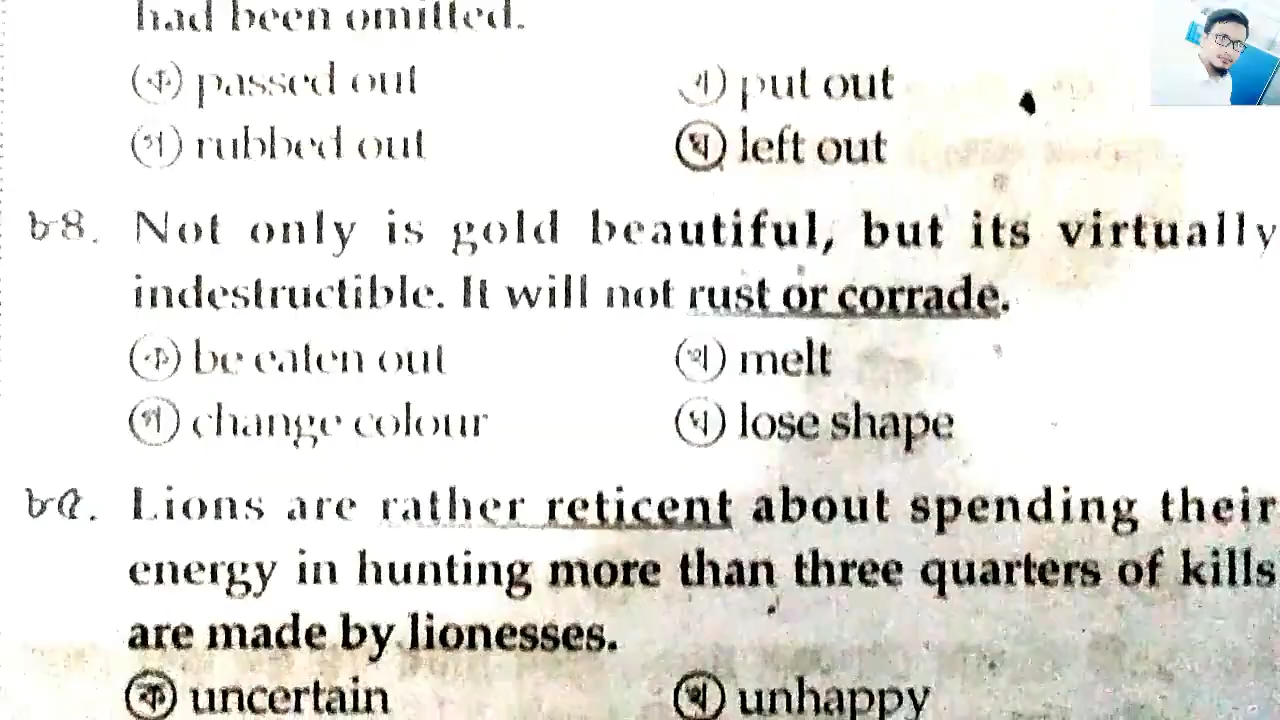 had been omitted.
(ক) passed out (খ) put out
(গ) rubbed out (ঘ) left out
৮৪. Not only is gold beautiful, but its virtually
indestructible. It will not rust or corrade.
(ক) be eaten out (খ) melt
(গ) change colour (ঘ) lose shape
৮৫. Lions are rather reticent about spending their
energy in hunting more than three quarters of kills
are made by lionesses.
(ক) uncertain (খ) unhappy